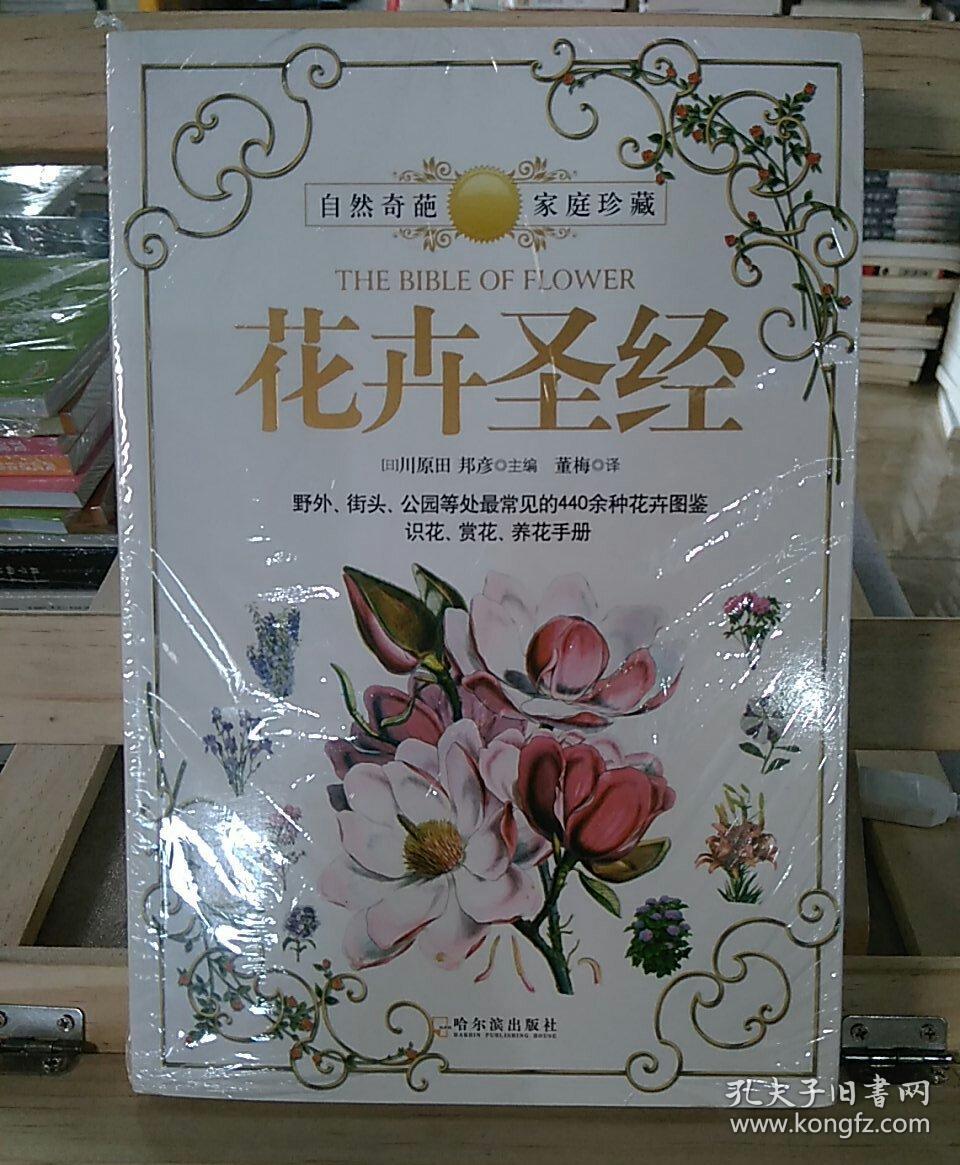 自然奇葩 家庭珍藏
THE BIBLE OF FLOWER
花卉圣经
[日]川原田 邦彦◎主编 董梅◎译
野外、街头、公园等处最常见的440余种花卉图鉴
识花、赏花、养花手册
哈尔滨出版社
HARBIN PUBLISHING HOUSE
孔夫子旧书网
www.kongfz.com